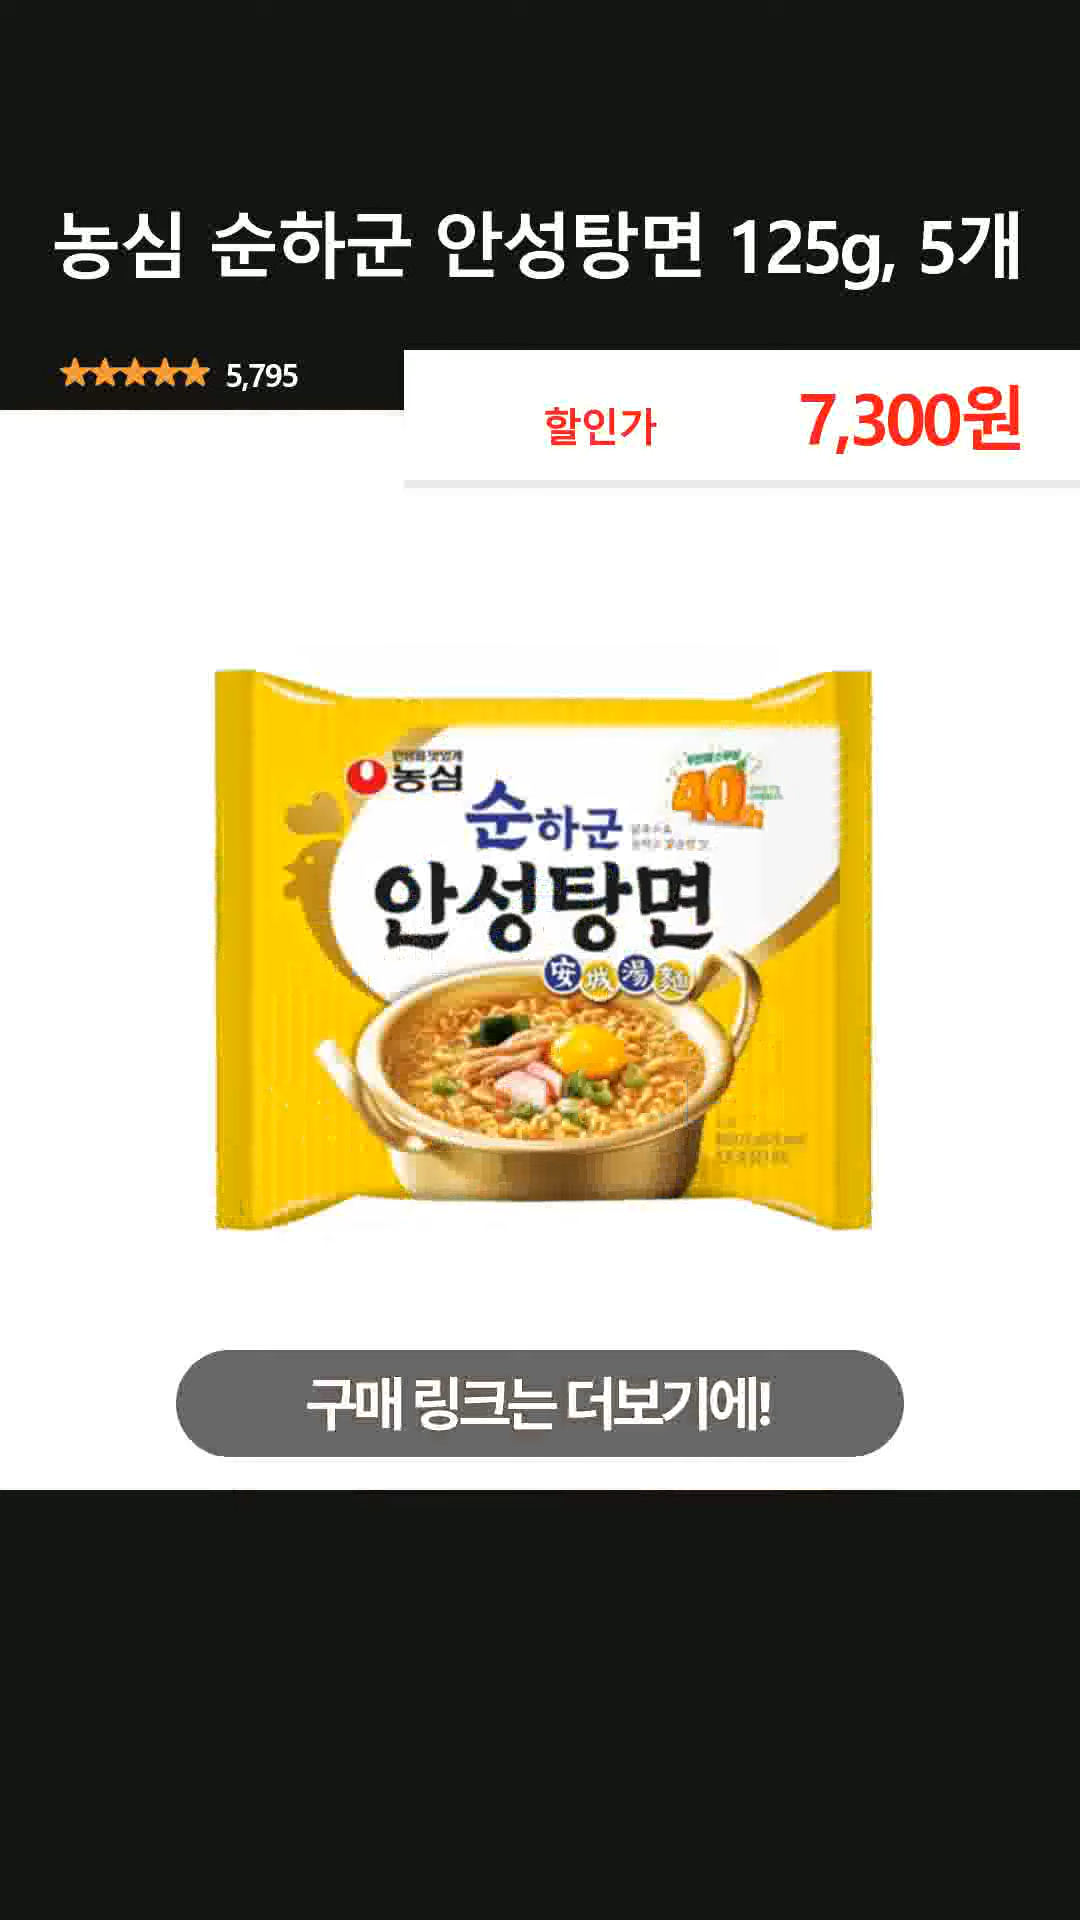 농심 순하군 안성탕면 125g, 5개
5,795
할인가 7,300원
농심
순하군
안성탕면
安城湯麵
40
구매 링크는 더보기에!